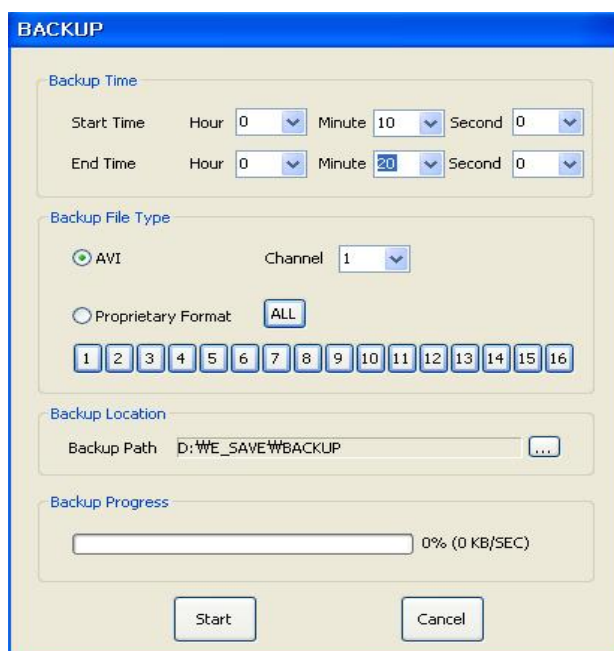 BACKUP
Backup Time
Start Time Hour 0 Minute 10 Second 0
End Time Hour 0 Minute 20 Second 0
Backup File Type
AVI Channel 1
Proprietary Format ALL
1 2 3 4 5 6 7 8 9 10 11 12 13 14 15 16
Backup Location
Backup Path D:₩E_SAVE₩BACKUP ...
Backup Progress
0% (0 KB/SEC)
Start Cancel